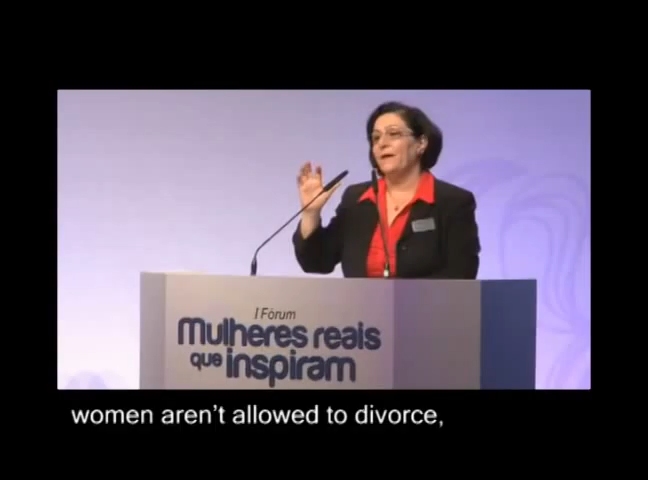 I Fórum
Mulheres reais
que inspiram
women aren't allowed to divorce,